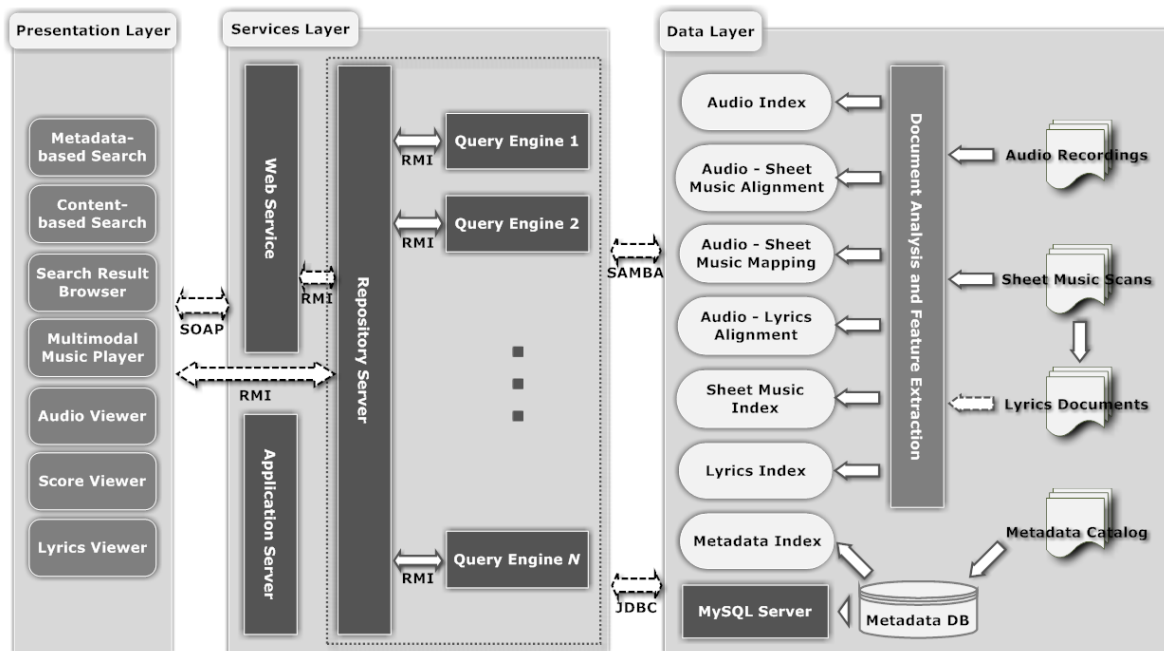 Presentation Layer
Metadata-
based Search
Content-
based Search
Search Result
Browser
Multimodal
Music Player
Audio Viewer
Score Viewer
Lyrics Viewer
SOAP
RMI
Services Layer
Web Service
Application Server
RMI
Repository Server
RMI
Query Engine 1
RMI
Query Engine 2
RMI
Query Engine N
SAMBA
JDBC
Data Layer
Audio Index
Audio - Sheet
Music Alignment
Audio - Sheet
Music Mapping
Audio - Lyrics
Alignment
Sheet Music
Index
Lyrics Index
Metadata Index
MySQL Server
Document Analysis and Feature Extraction
Audio Recordings
Sheet Music Scans
Lyrics Documents
Metadata Catalog
Metadata DB